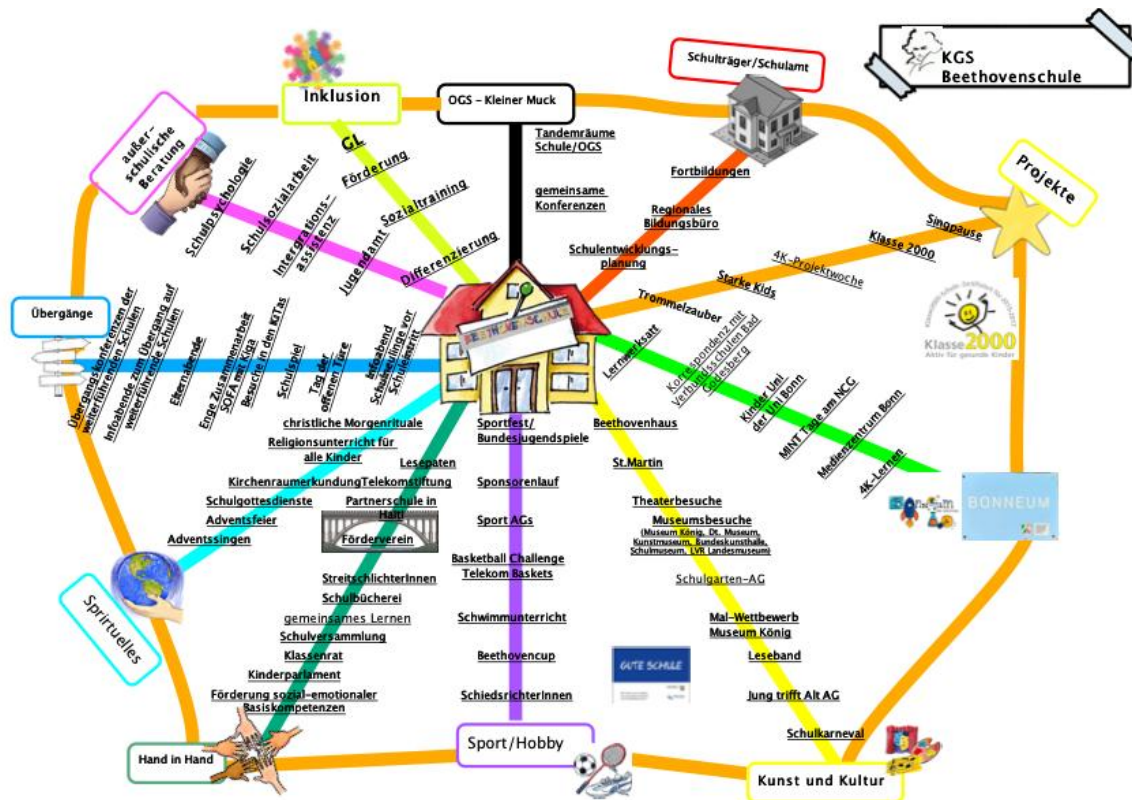 KGS
Beethovenschule
Inklusion
OGS – Kleiner Muck
Schulträger/Schulamt
außer-
schulische
Beratung
Projekte
Übergänge
Sprirtuelles
Hand in Hand
Sport/Hobby
Kunst und Kultur
Schulpsychologie
Schulsozialarbeit
Intergrations-
assistenz
Jugendamt
GL
Förderung
Sozialtraining
Differenzierung
Tandemräume
Schule/OGS
gemeinsame
Konferenzen
Fortbildungen
Regionales
Bildungsbüro
Schulentwicklungs-
planung
Singpause
Klasse 2000
4K-Projektwoche
Starke Kids
Trommelzauber
BEETHOVENSCHULE
Klasse2000
Aktiv für gesunde Kinder
Lernwerksatt
Korrespondenz mit
Verbundsschulen Bad
Godesberg
Kinder Uni
der Uni Bonn
MINT Tage am NCG
Medienzentrum Bonn
4K-Lernen
BONNEUM
Übergangskonferenzen der
weiterführenden Schulen
Infoabende zum Übergang auf
weiterführende Schulen
Elternabende
Enge Zusammenarbeit
SOFA mit Kiga
Besuche in den KiTas
Schulspiel
Tag der
offenen Türe
Infoabend
Schulneulinge vor
Schuleintritt
christliche Morgenrituale
Religionsunterricht für
alle Kinder
Kirchenraumerkundung
Schulgottesdienste
Adventsfeier
Adventssingen
Lesepaten
Telekomstiftung
Partnerschule in
Haiti
Förderverein
StreitschlichterInnen
Schulbücherei
gemeinsames Lernen
Schulversammlung
Klassenrat
Kinderparlament
Förderung sozial-emotionaler
Basiskompetenzen
Sportfest/
Bundesjugendspiele
Sponsorenlauf
Sport AGs
Basketball Challenge
Telekom Baskets
Schwimmunterricht
Beethovencup
SchiedsrichterInnen
Beethovenhaus
St.Martin
Theaterbesuche
Museumsbesuche
(Museum König, Dt. Museum,
Kunstmuseum, Bundeskunsthalle,
Schulmuseum, LVR Landesmuseum)
Schulgarten-AG
Mal-Wettbewerb
Museum König
Leseband
Jung trifft Alt AG
Schulkarneval
GUTE SCHULE